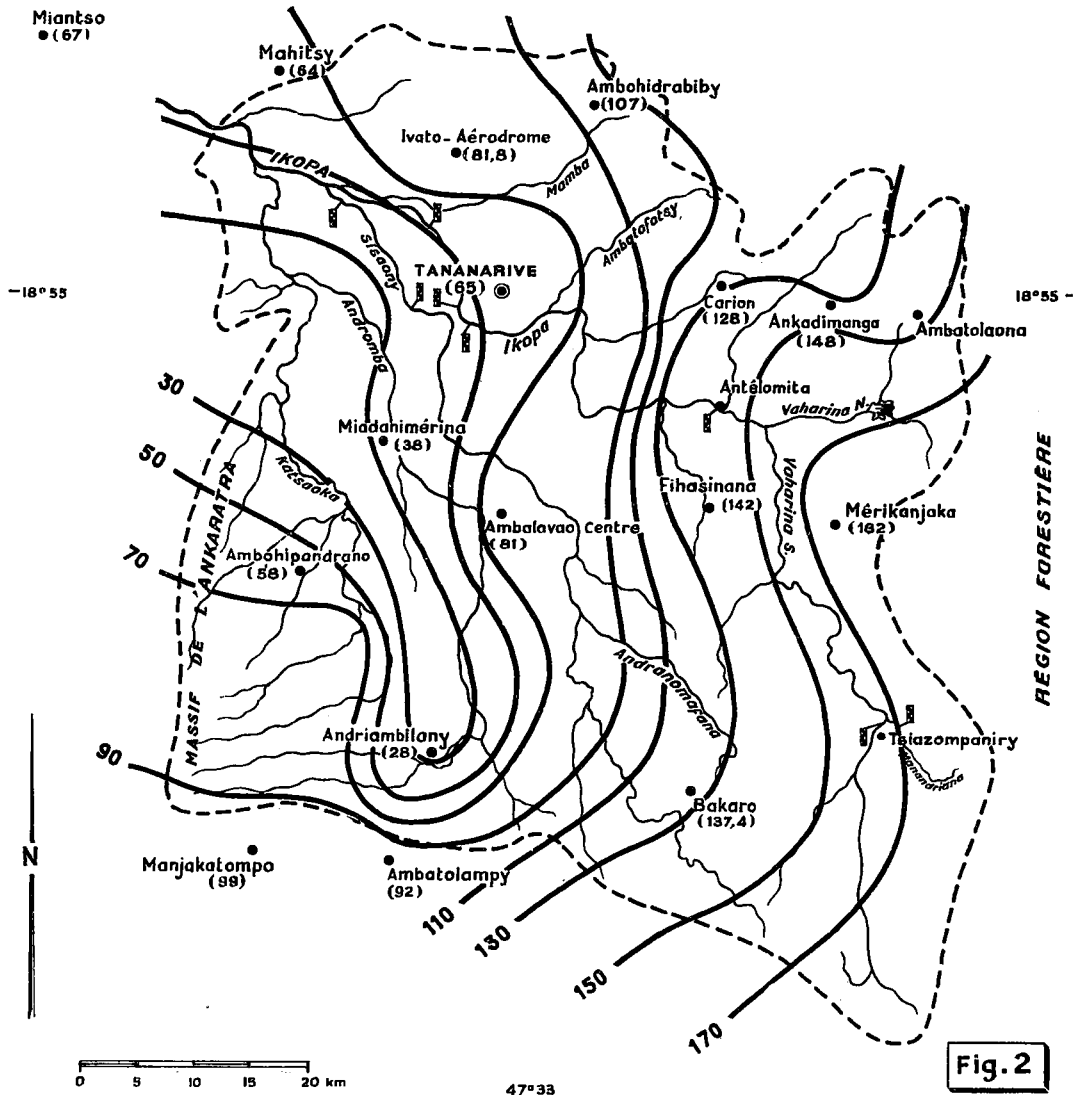 Miantso
(67)
Mahitsy
(64)
Ambohidrabiby
(107)
Ivato-Aérodrome
(81,8)
IKOPA
Mamba
Sisaony
Ambatofatsy
TANANARIVE
(65)
-18°55
18°55 -
Carion
(128)
Ankadimanga
(148)
Ambatolaona
Andromba
Ikopa
30
Antélomita
Vaharina N.
Miadahimérina
(38)
50
Katsaoka
Fihasinana
(142)
Vaharina S.
Mérikanjaka
(182)
Ambalavao Centre
(81)
70
Ambohipandrano
(58)
MASSIF DE L'ANKARATRA
RÉGION FORESTIÈRE
Andranomafana
Andriambilany
(28)
Tsiazompaniry
90
Bakaro
(137,4)
N
Manjakatompo
(99)
Ambatolampy
(92)
110
130
150
170
0 5 10 15 20 km
47°33
Fig. 2